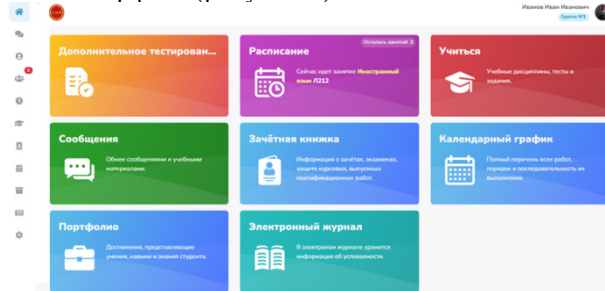 Иванов Иван Иванович
Группа №1
Дополнительное тестирован...
Расписание
Осталось занятий 2
Сейчас идет занятие Иностранный
язык Л212
Учиться
Учебные дисциплины, тесты и
задания.
Сообщения
Обмен сообщениями и учебными
материалами.
Зачётная книжка
Информация о зачётах, экзаменах,
защите курсовых, выпускных
квалификационных работ.
Календарный график
Полный перечень всех работ,
порядок и последовательность их
выполнения.
Портфолио
Достижения, представляющие
умения, навыки и знания студента.
Электронный журнал
В электронном журнале хранится
информация об успеваемости.